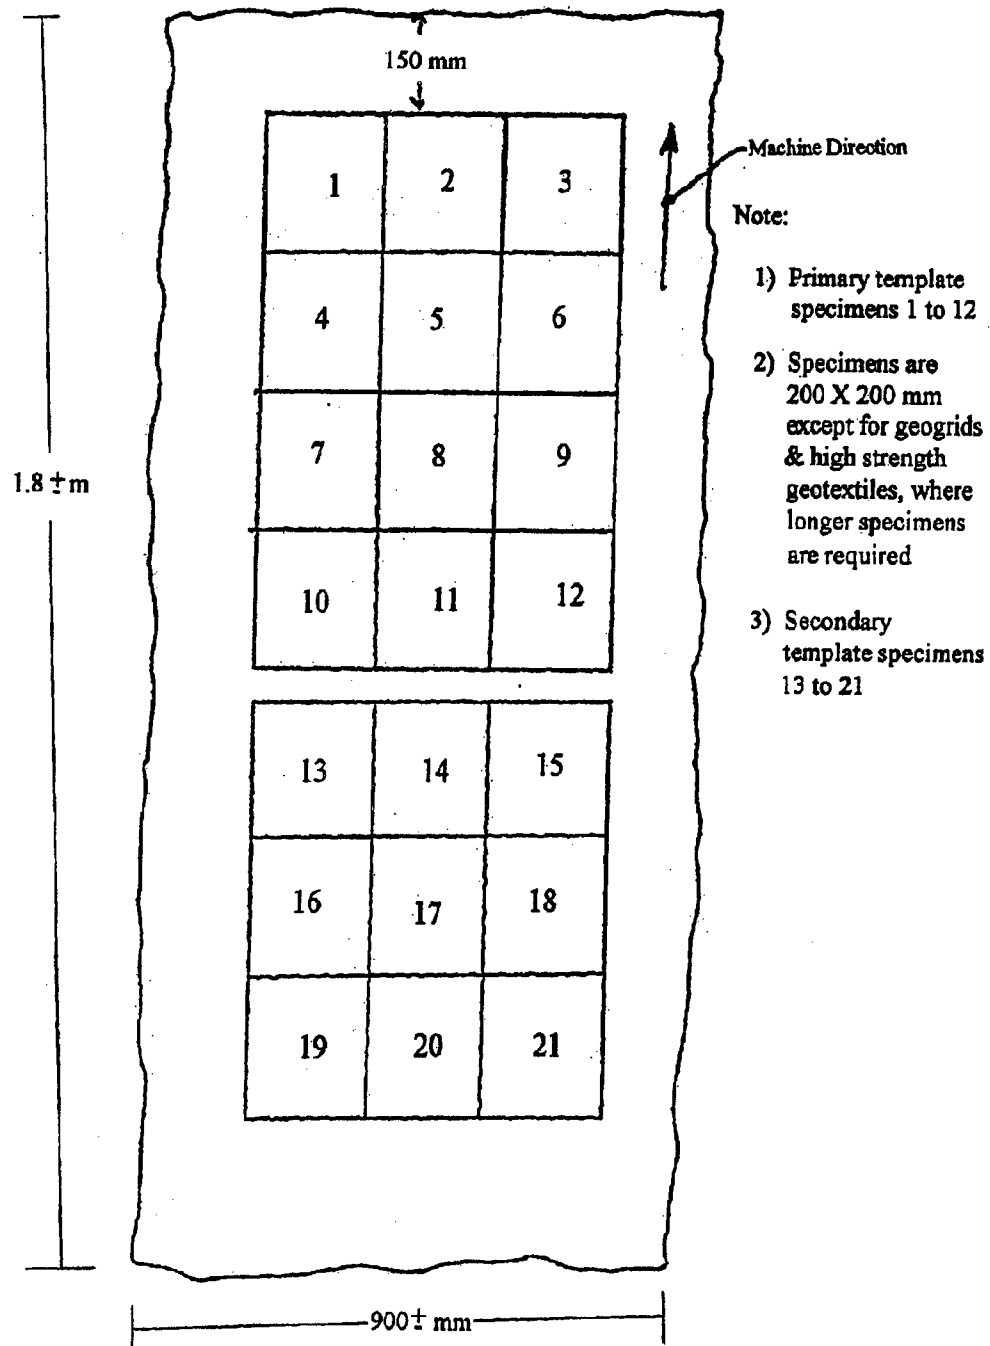 150 mm
Machine Direction
1 2 3
Note:
1) Primary template
specimens 1 to 12
4 5 6
2) Specimens are
200 X 200 mm
except for geogrids
& high strength
geotextiles, where
longer specimens
are required
7 8 9
1.8 ± m
10 11 12
3) Secondary
template specimens
13 to 21
13 14 15
16 17 18
19 20 21
900 ± mm